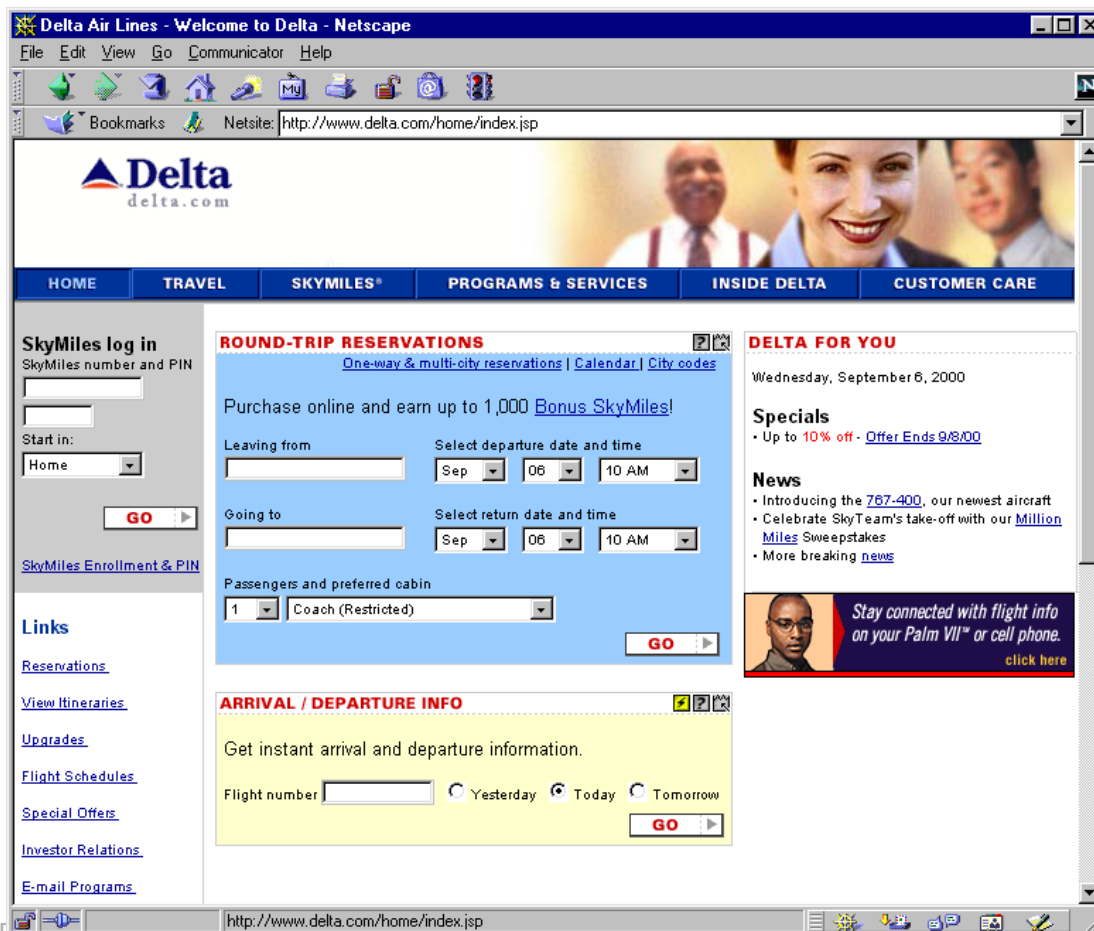 Delta Air Lines - Welcome to Delta - Netscape
File Edit View Go Communicator Help
My
N
Bookmarks Netsite: http://www.delta.com/home/index.jsp
Delta
delta.com
HOME TRAVEL SKYMILES® PROGRAMS & SERVICES INSIDE DELTA CUSTOMER CARE
SkyMiles log in
SkyMiles number and PIN
Start in:
Home
GO
SkyMiles Enrollment & PIN
Links
Reservations
View Itineraries
Upgrades
Flight Schedules
Special Offers
Investor Relations
E-mail Programs
ROUND-TRIP RESERVATIONS ?
One-way & multi-city reservations | Calendar | City codes
Purchase online and earn up to 1,000 Bonus SkyMiles!
Leaving from Select departure date and time
Sep 06 10 AM
Going to Select return date and time
Sep 06 10 AM
Passengers and preferred cabin
1 Coach (Restricted)
GO
ARRIVAL / DEPARTURE INFO ?
Get instant arrival and departure information.
Flight number Yesterday Today Tomorrow
GO
DELTA FOR YOU
Wednesday, September 6, 2000
Specials
• Up to 10% off - Offer Ends 9/8/00
News
• Introducing the 767-400, our newest aircraft
• Celebrate SkyTeam's take-off with our Million
Miles Sweepstakes
• More breaking news
Stay connected with flight info
on your Palm VII™ or cell phone.
click here
http://www.delta.com/home/index.jsp